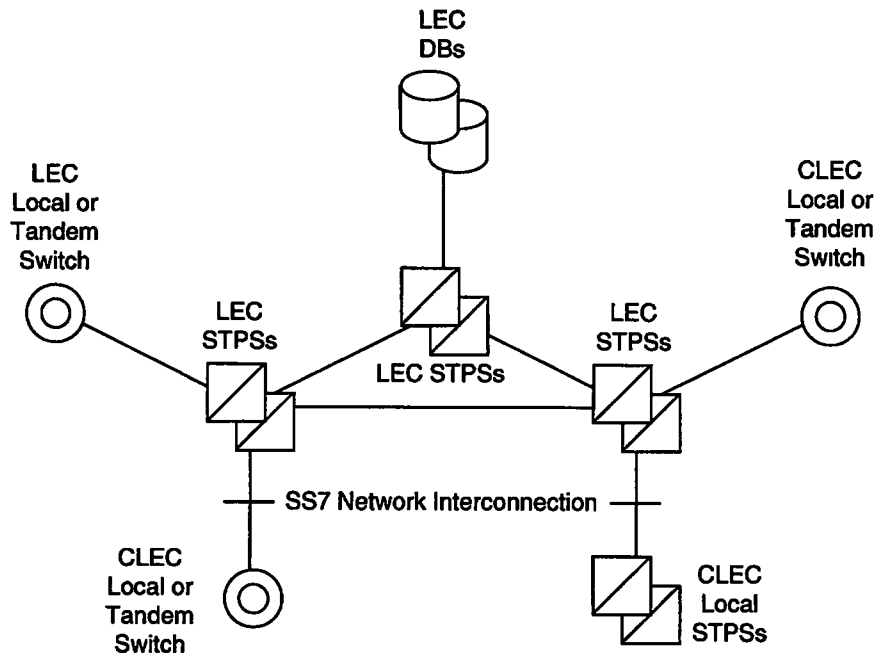 LEC
DBs
LEC
Local or
Tandem
Switch
CLEC
Local or
Tandem
Switch
LEC
STPSs
LEC
STPSs
LEC STPSs
SS7 Network Interconnection
CLEC
Local or
Tandem
Switch
CLEC
Local
STPSs